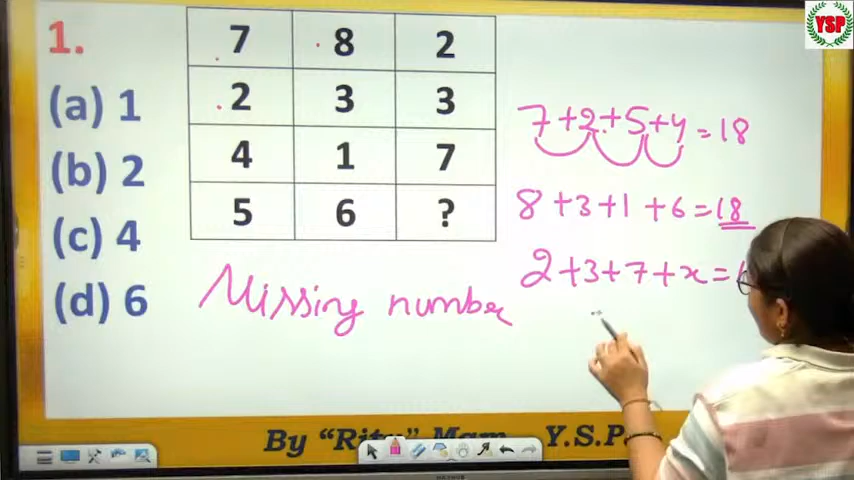 YSP
1.
7 8 2
2 3 3
4 1 7
5 6 ?
(a) 1
(b) 2
(c) 4
(d) 6
7+2+5+4=18
8+3+1+6=18
2+3+7+x=
Missing number
By "Ritu" Mam Y.S.P